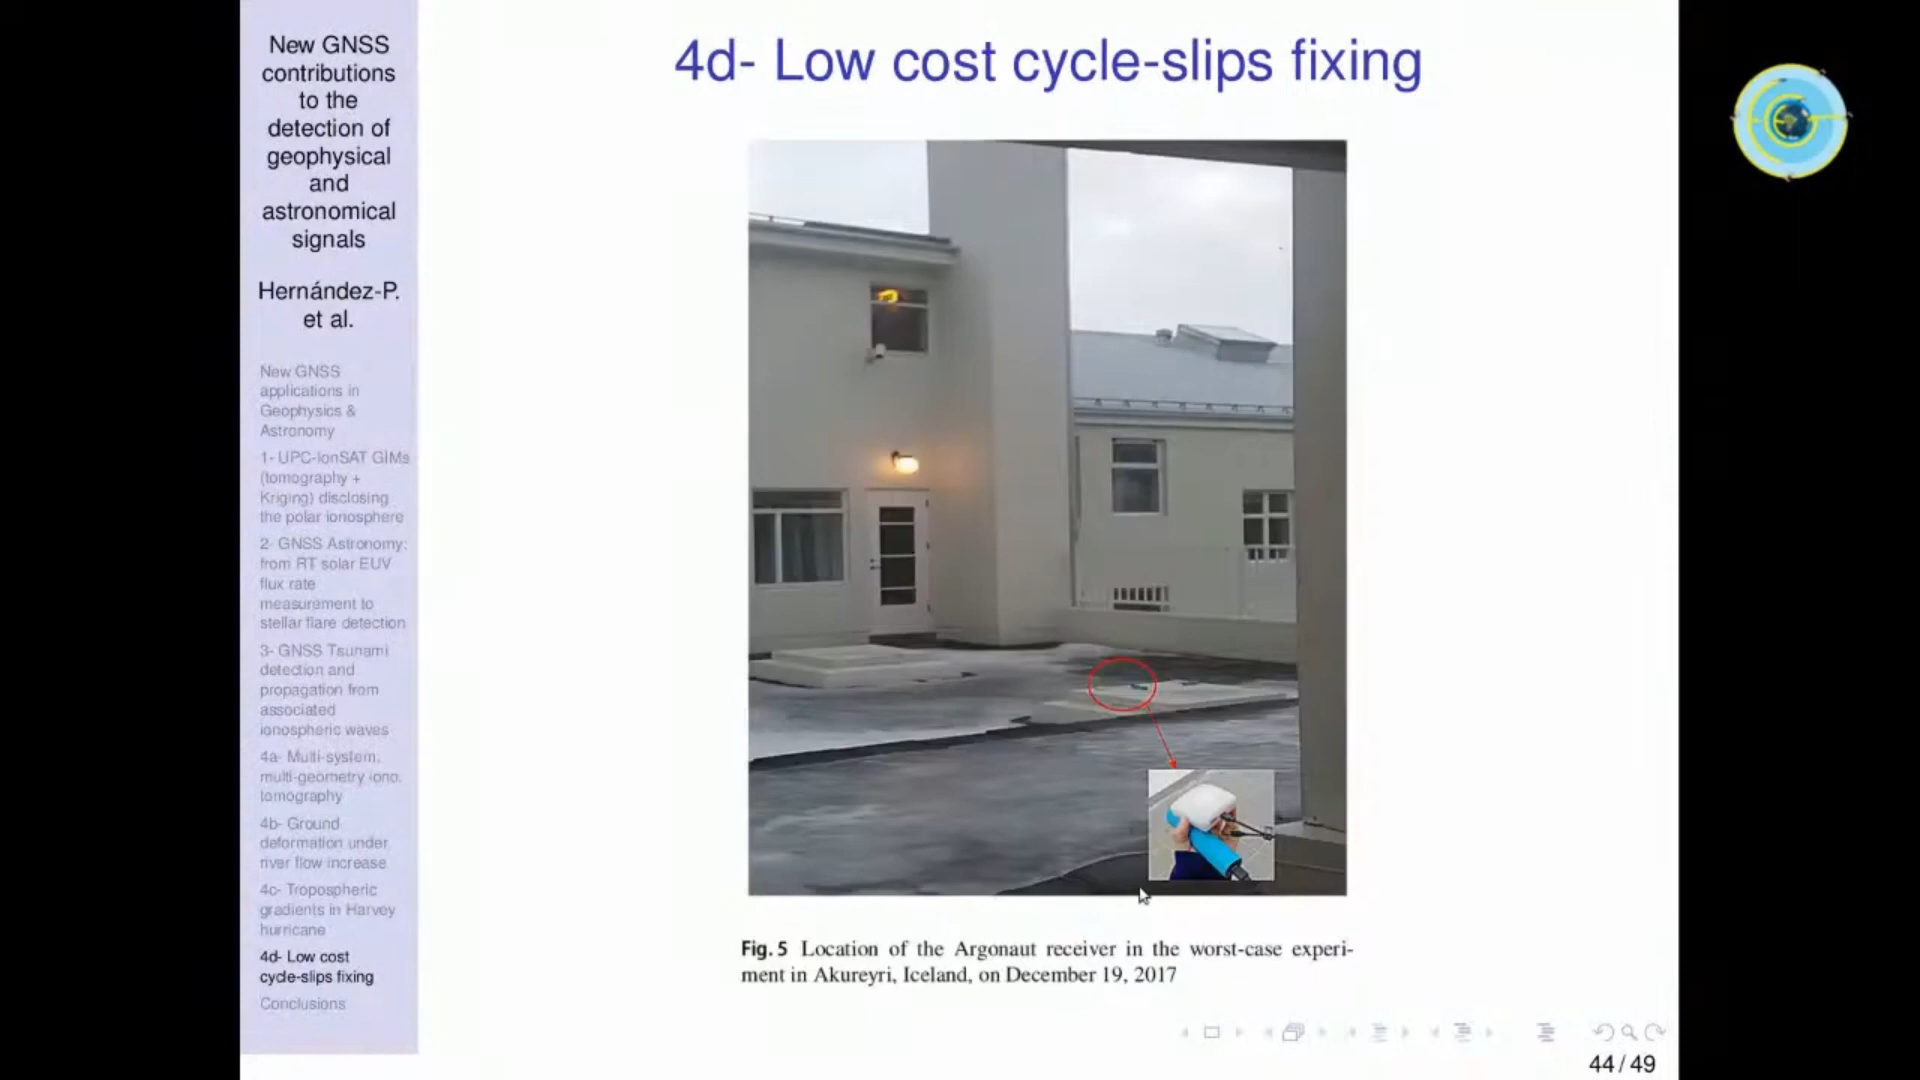 New GNSS
contributions
to the
detection of
geophysical
and
astronomical
signals
Hernández-P.
et al.
New GNSS
applications in
Geophysics &
Astronomy
1- UPC-IonSAT GIMs
(tomography +
Kriging) disclosing
the polar ionosphere
2- GNSS Astronomy:
from RT solar EUV
flux rate
measurement to
stellar flare detection
3- GNSS Tsunami
detection and
propagation from
associated
ionospheric waves
4a- Multi-system,
multi-geometry iono.
tomography
4b- Ground
deformation under
river flow increase
4c- Tropospheric
gradients in Harvey
hurricane
4d- Low cost
cycle-slips fixing
Conclusions
4d- Low cost cycle-slips fixing
Fig. 5 Location of the Argonaut receiver in the worst-case experi-
ment in Akureyri, Iceland, on December 19, 2017
44 / 49